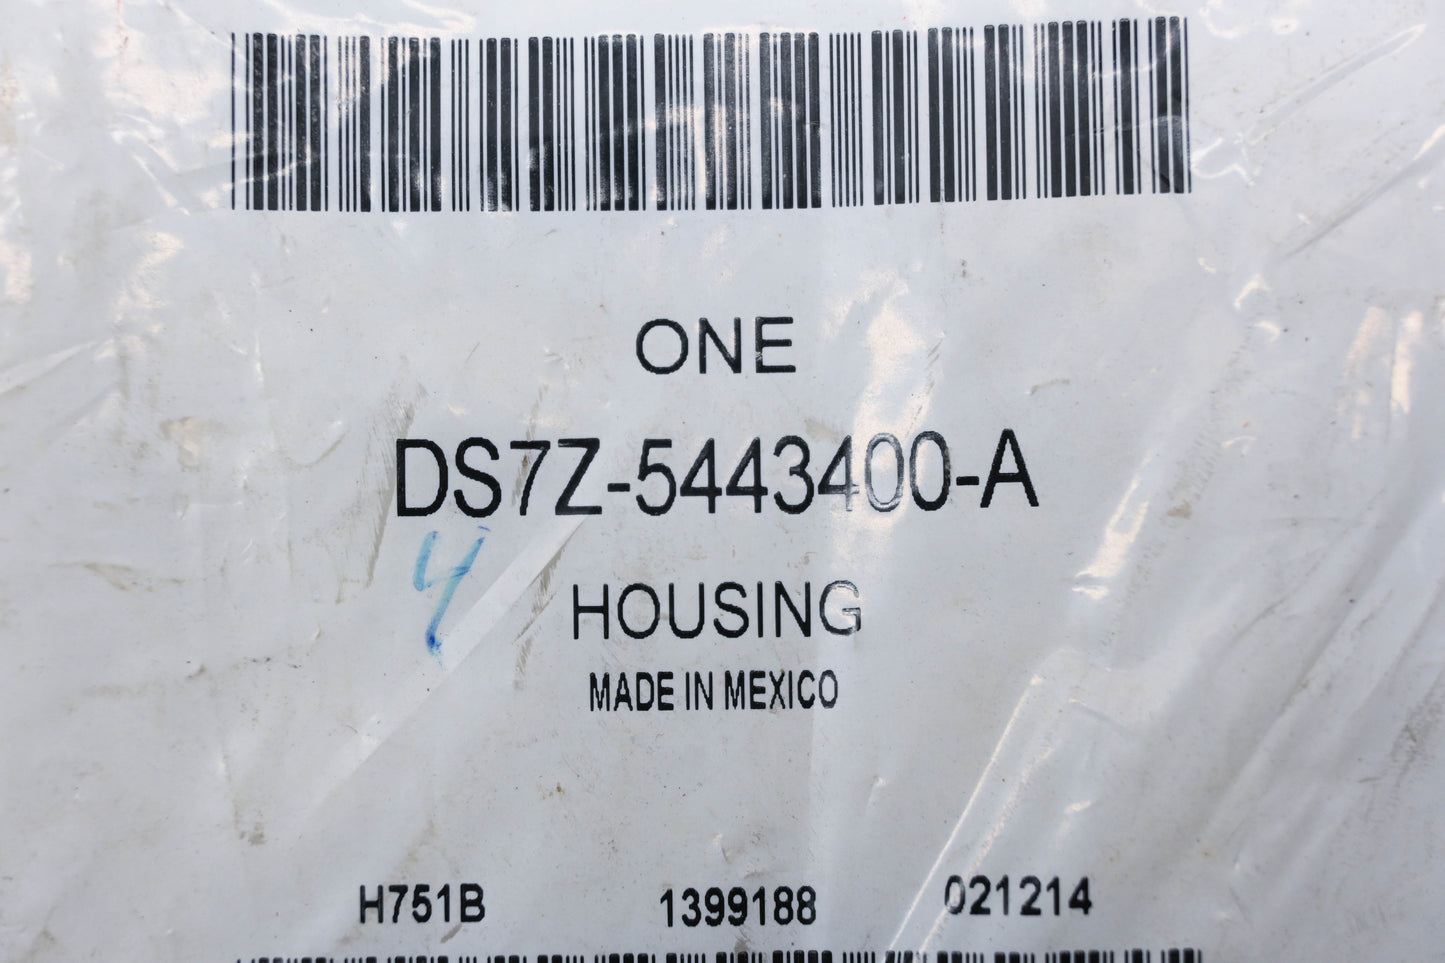 ONE
DS7Z-5443400-A
4
HOUSING
MADE IN MEXICO
H751B 1399188 021214